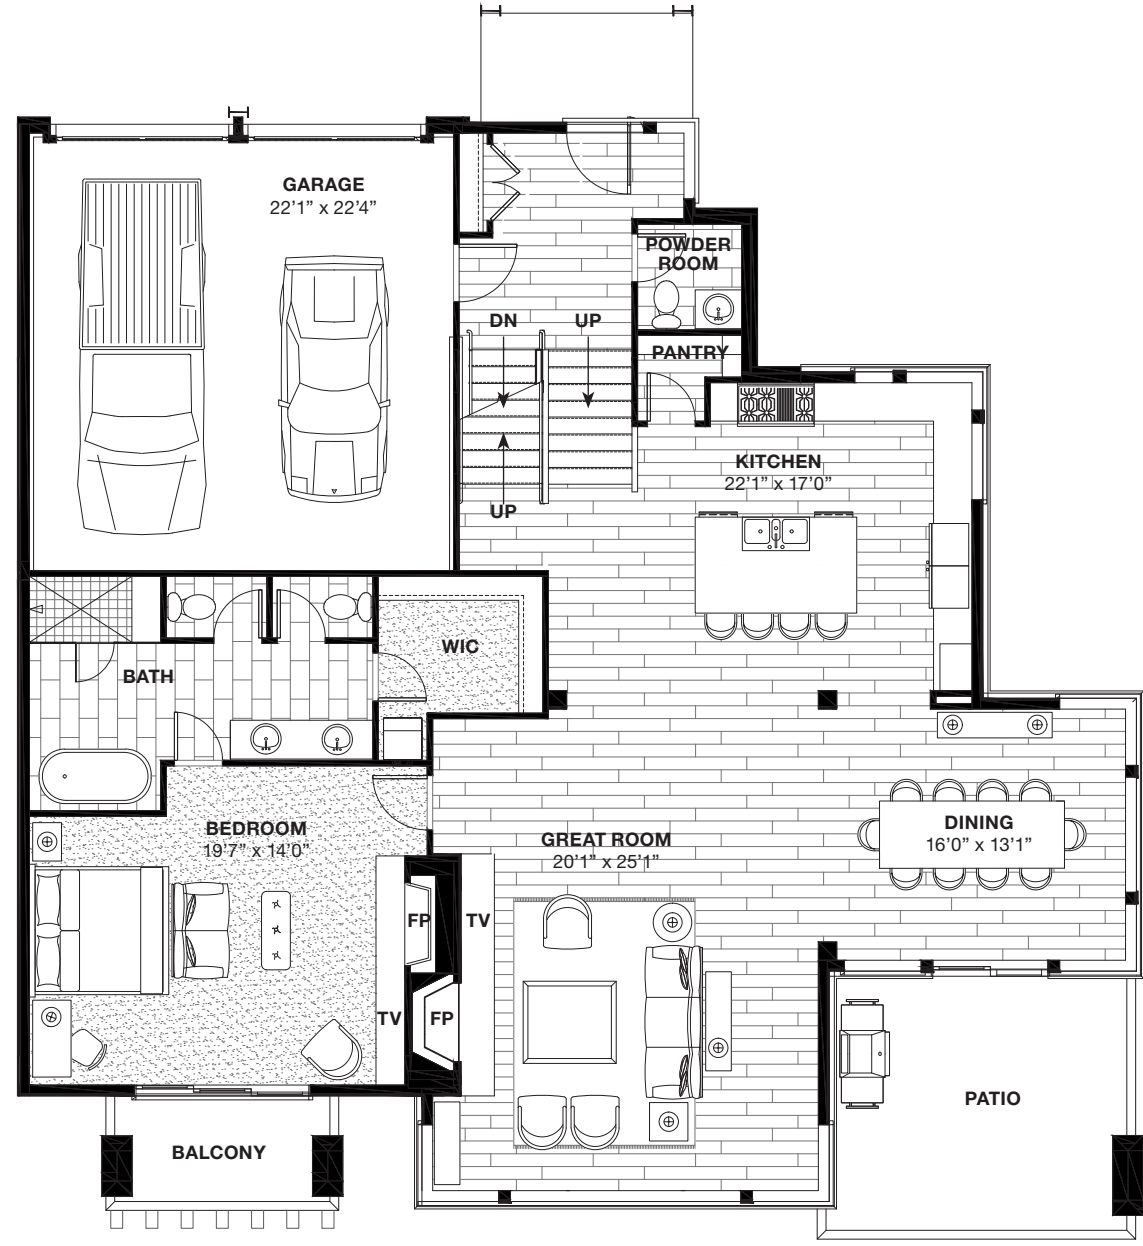 GARAGE
22'1" x 22'4"
POWDER
ROOM
DN
UP
PANTRY
KITCHEN
22'1" x 17'0"
UP
WIC
BATH
BEDROOM
19'7" x 14'0"
GREAT ROOM
20'1" x 25'1"
DINING
16'0" x 13'1"
FP
TV
TV
FP
PATIO
BALCONY